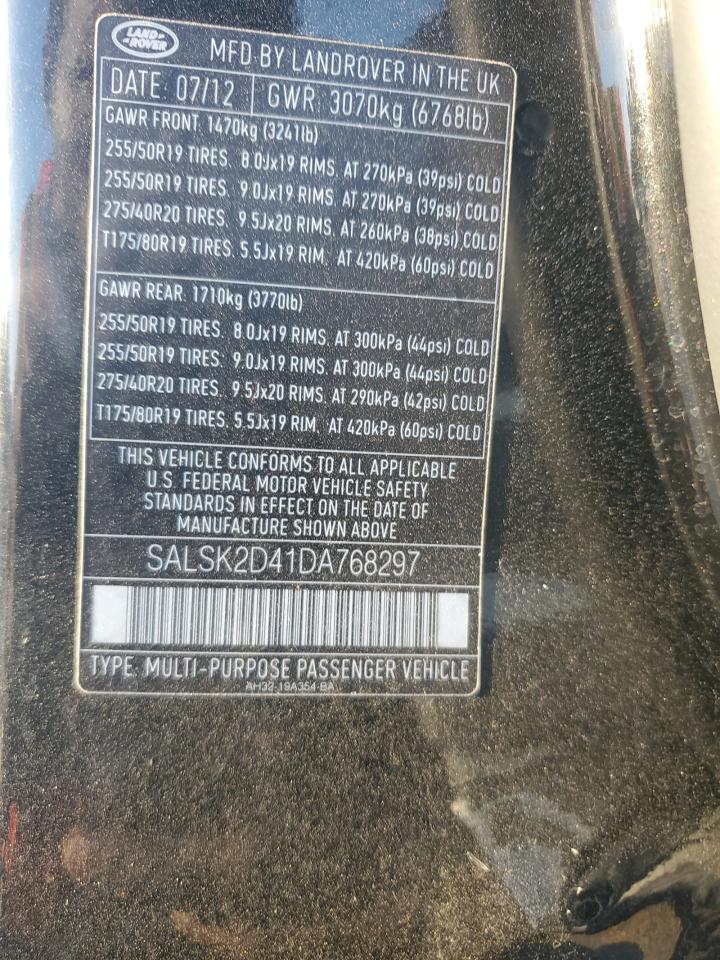 LAND
ROVER
MFD BY LANDROVER IN THE UK
DATE: 07/12 GWR 3070kg (6768lb)
GAWR FRONT: 1470kg (3241lb)
255/50R19 TIRES. 8.0Jx19 RIMS. AT 270kPa (39psi) COLD
255/50R19 TIRES. 9.0Jx19 RIMS. AT 270kPa (39psi) COLD
275/40R20 TIRES. 9.5Jx20 RIMS. AT 260kPa (38psi) COLD
T175/80R19 TIRES. 5.5Jx19 RIM. AT 420kPa (60psi) COLD
GAWR REAR: 1710kg (3770lb)
255/50R19 TIRES. 8.0Jx19 RIMS. AT 300kPa (44psi) COLD
255/50R19 TIRES. 9.0Jx19 RIMS. AT 300kPa (44psi) COLD
275/40R20 TIRES. 9.5Jx20 RIMS. AT 290kPa (42psi) COLD
T175/80R19 TIRES. 5.5Jx19 RIM. AT 420kPa (60psi) COLD
THIS VEHICLE CONFORMS TO ALL APPLICABLE
U.S. FEDERAL MOTOR VEHICLE SAFETY
STANDARDS IN EFFECT ON THE DATE OF
MANUFACTURE SHOWN ABOVE
SALSK2D41DA768297
TYPE: MULTI-PURPOSE PASSENGER VEHICLE
AH32-19A354-BA